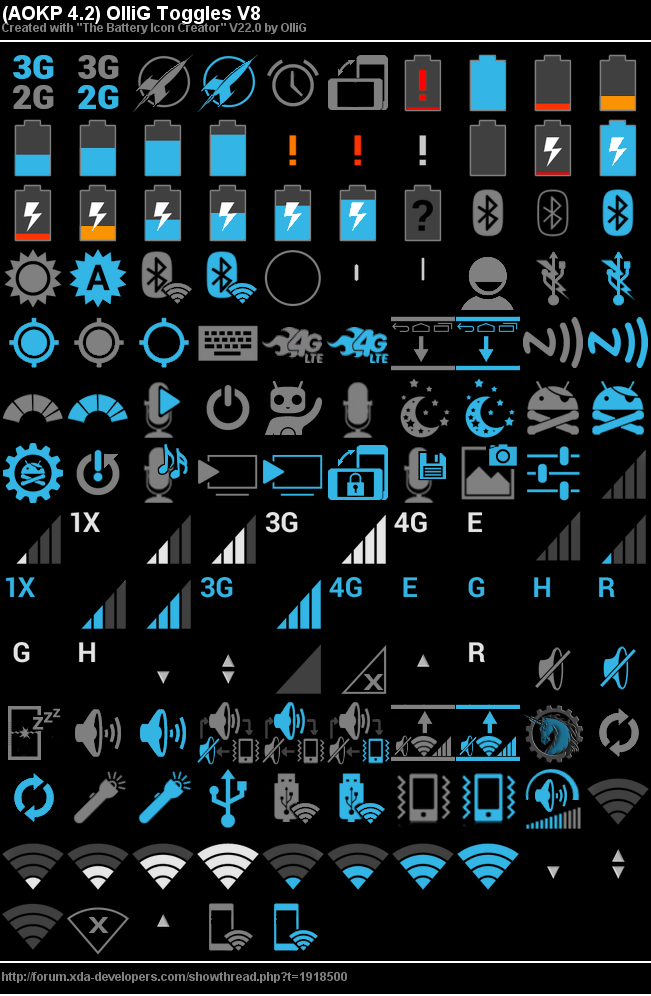 (AOKP 4.2) OlliG Toggles V8
Created with "The Battery Icon Creator" V22.0 by OlliG
3G 3G
2G 2G
! !
! ! !
?
A
4G 4G
LTE LTE
1X 3G 4G E
1X 3G 4G E G H R
G H x R
zzz
x
http://forum.xda-developers.com/showthread.php?t=1918500